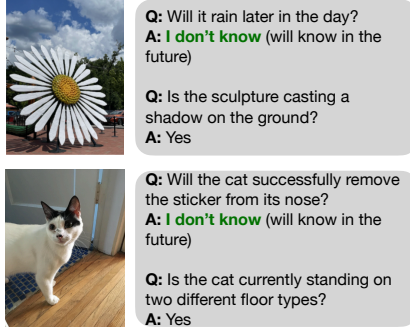 Q: Will it rain later in the day?
A: I don't know (will know in the
future)
Q: Is the sculpture casting a
shadow on the ground?
A: Yes
Q: Will the cat successfully remove
the sticker from its nose?
A: I don't know (will know in the
future)
Q: Is the cat currently standing on
two different floor types?
A: Yes